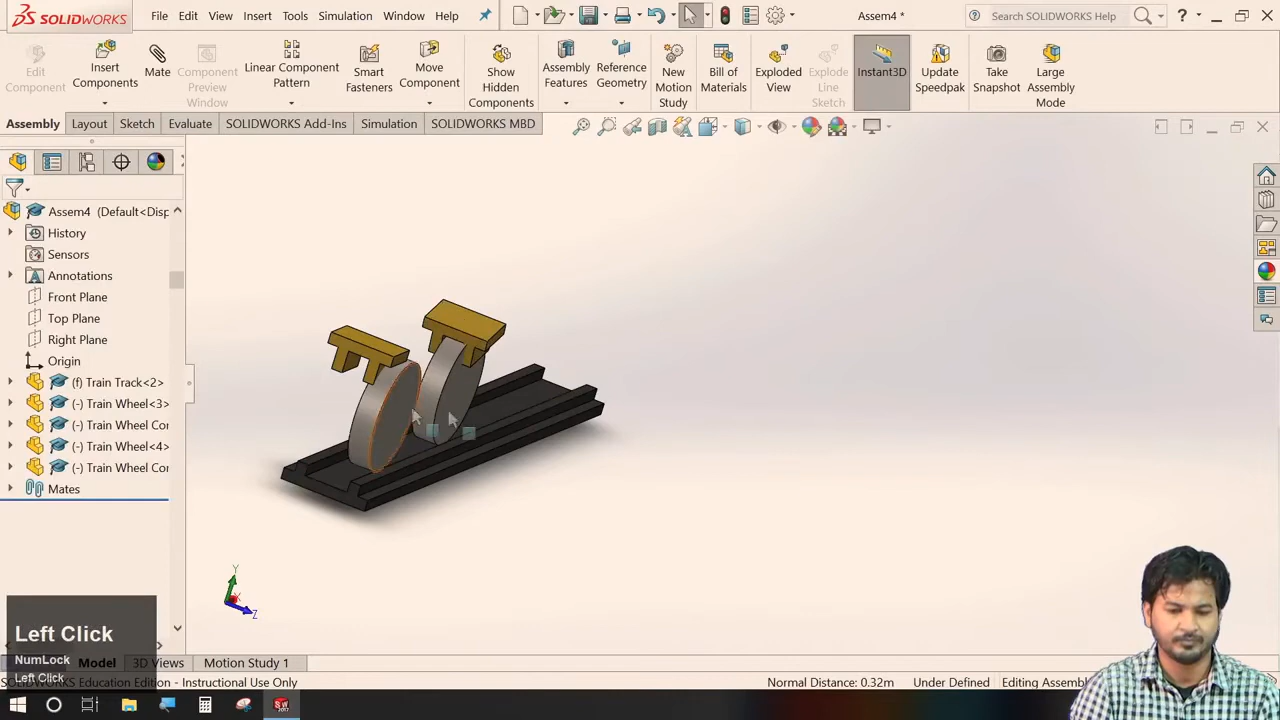 SOLIDWORKS
File Edit View Insert Tools Simulation Window Help
Assem4 *
Search SOLIDWORKS Help
Edit Component
Insert Components
Mate
Component Preview Window
Linear Component Pattern
Smart Fasteners
Move Component
Show Hidden Components
Assembly Features
Reference Geometry
New Motion Study
Bill of Materials
Exploded View
Explode Line Sketch
Instant3D
Update Speedpak
Take Snapshot
Large Assembly Mode
Assembly Layout Sketch Evaluate SOLIDWORKS Add-Ins Simulation SOLIDWORKS MBD
Assem4 (Default<Disp
History
Sensors
Annotations
Front Plane
Top Plane
Right Plane
Origin
(f) Train Track<2>
(-) Train Wheel<3>
(-) Train Wheel Cor
(-) Train Wheel<4>
(-) Train Wheel Cor
Mates
Y
X
Z
Left Click
NumLock
Left Click
Model 3D Views Motion Study 1
SOLIDWORKS Education Edition - Instructional Use Only
Normal Distance: 0.32m Under Defined Editing Assemb